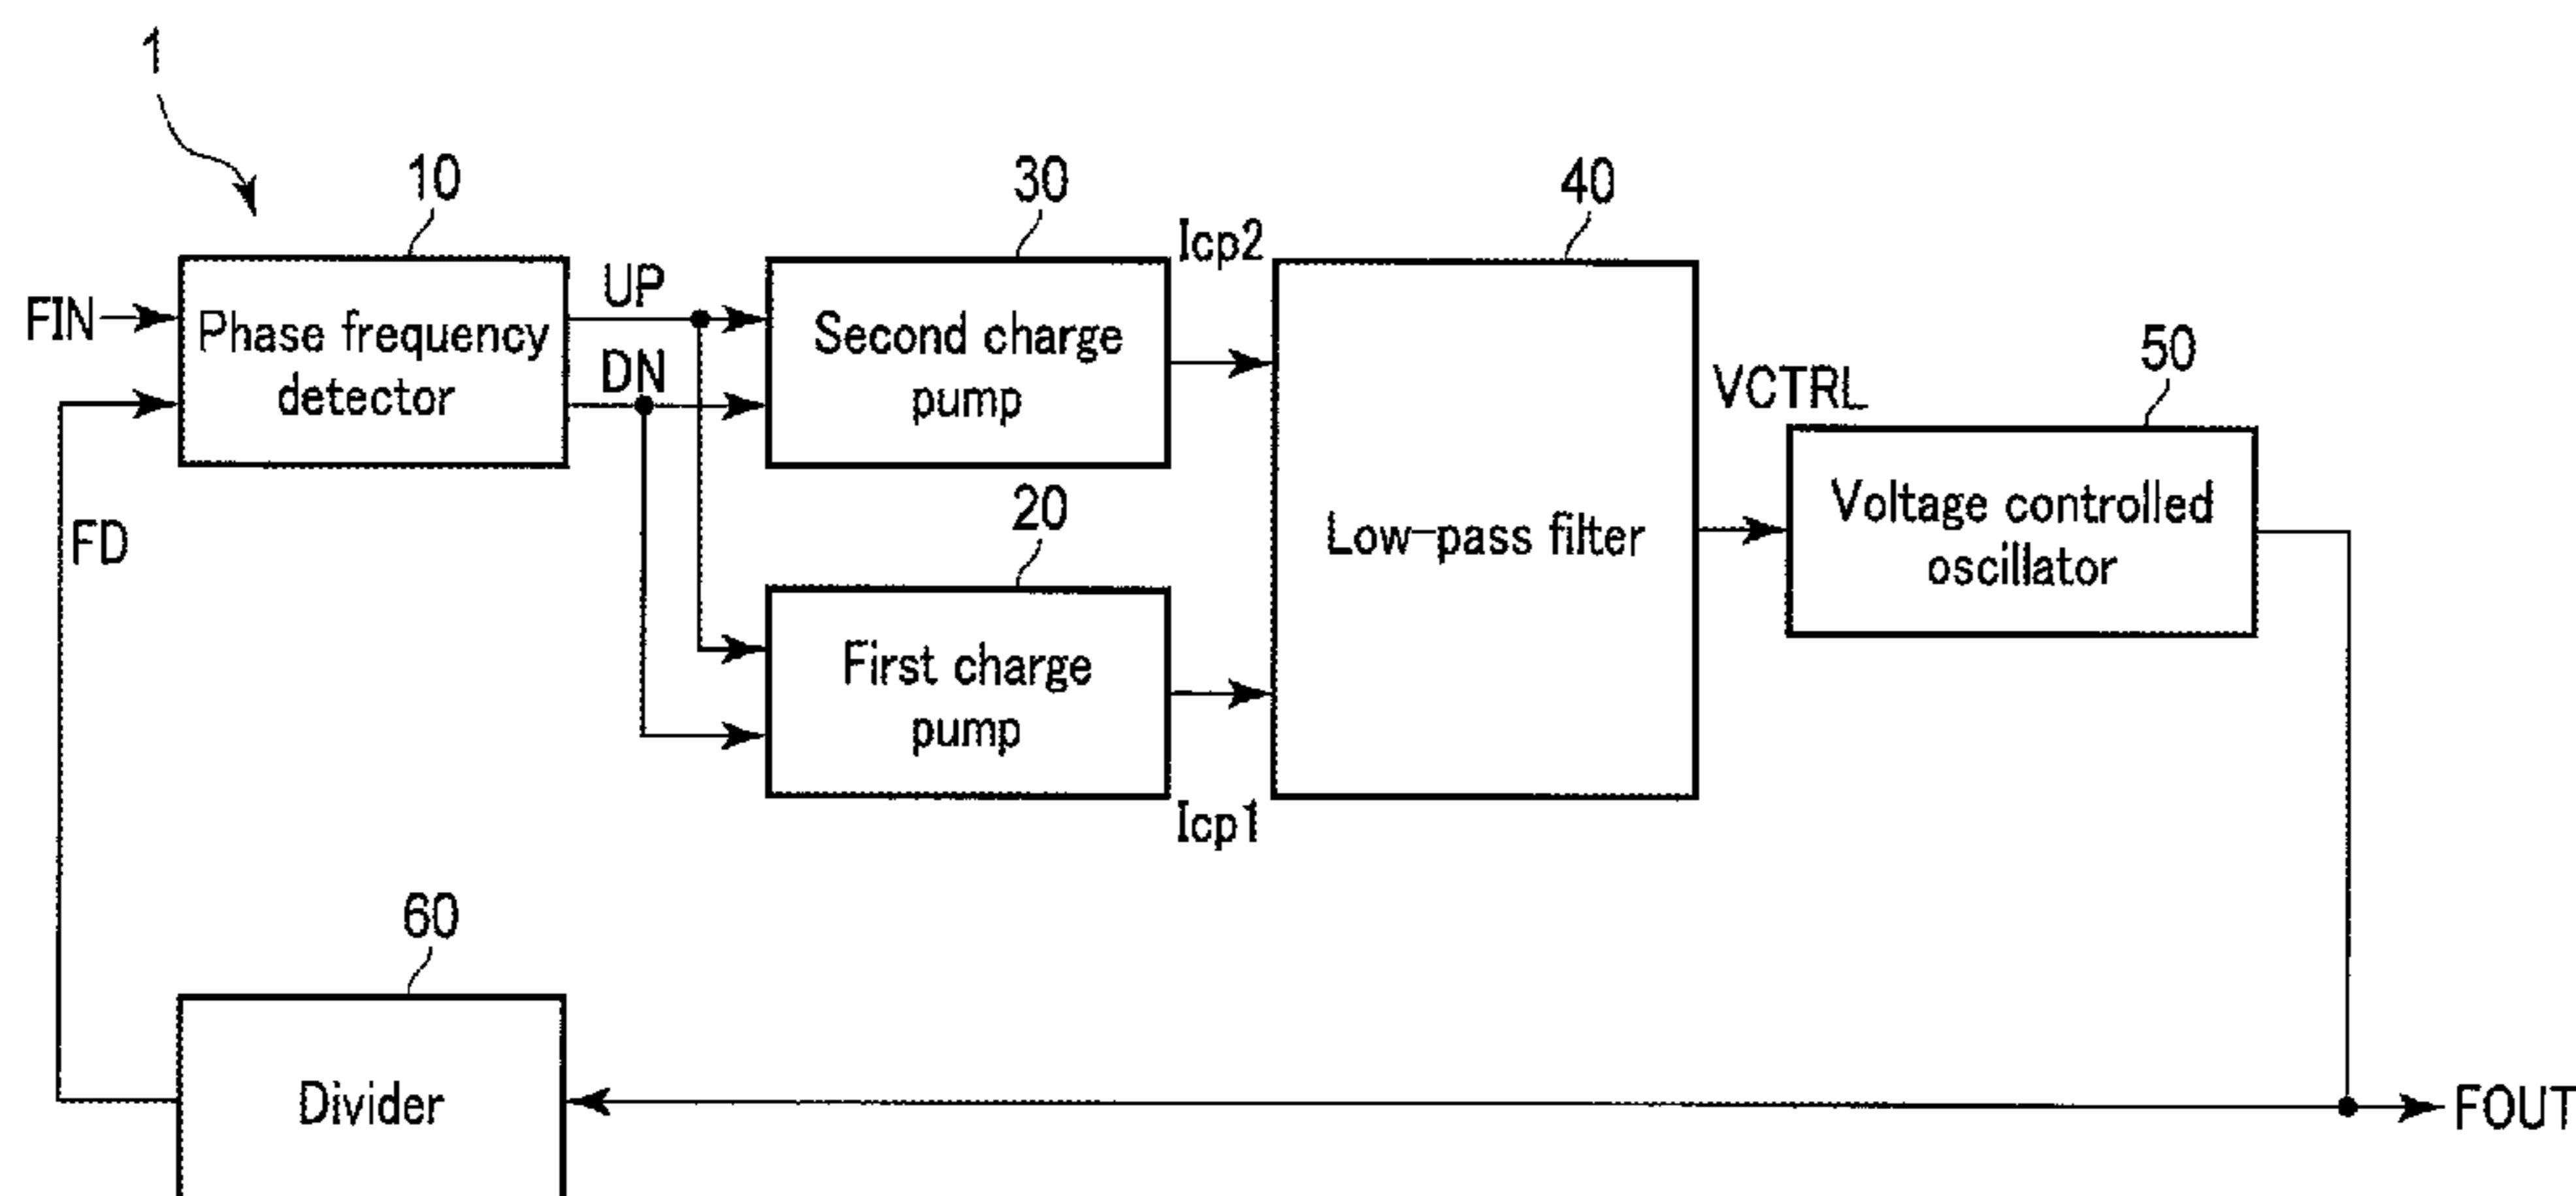 1
10
30
40
Icp2
UP
FIN
Phase frequency
detector
DN
Second charge
pump
VCTRL
50
20
FD
Low-pass filter
Voltage controlled
oscillator
First charge
pump
Icp1
60
Divider
FOUT